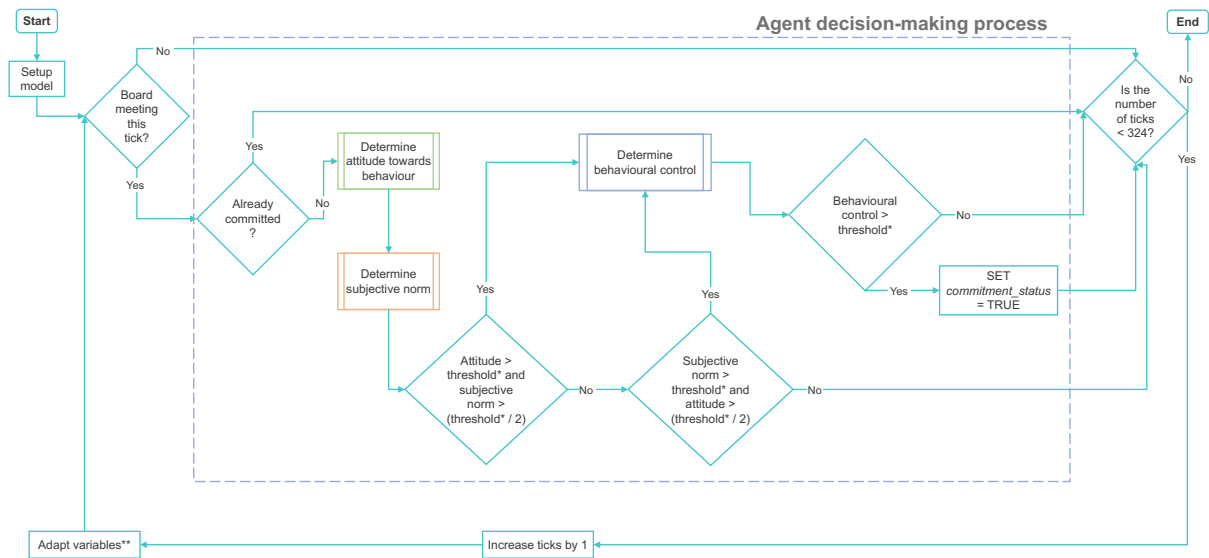 Start
Agent decision-making process
End
Setup
model
No
Board
meeting
this
tick?
Is the
number
of ticks
< 324?
No
Yes
Yes
Yes
Determine
attitude towards
behaviour
Determine
behavioural control
Already
committed
?
No
Behavioural
control >
threshold*
No
Determine
subjective norm
Yes
Yes
Yes
SET
commitment_status
= TRUE
Attitude >
threshold* and
subjective
norm >
(threshold* / 2)
No
Subjective
norm >
threshold* and
attitude >
(threshold* / 2)
No
Adapt variables**
Increase ticks by 1